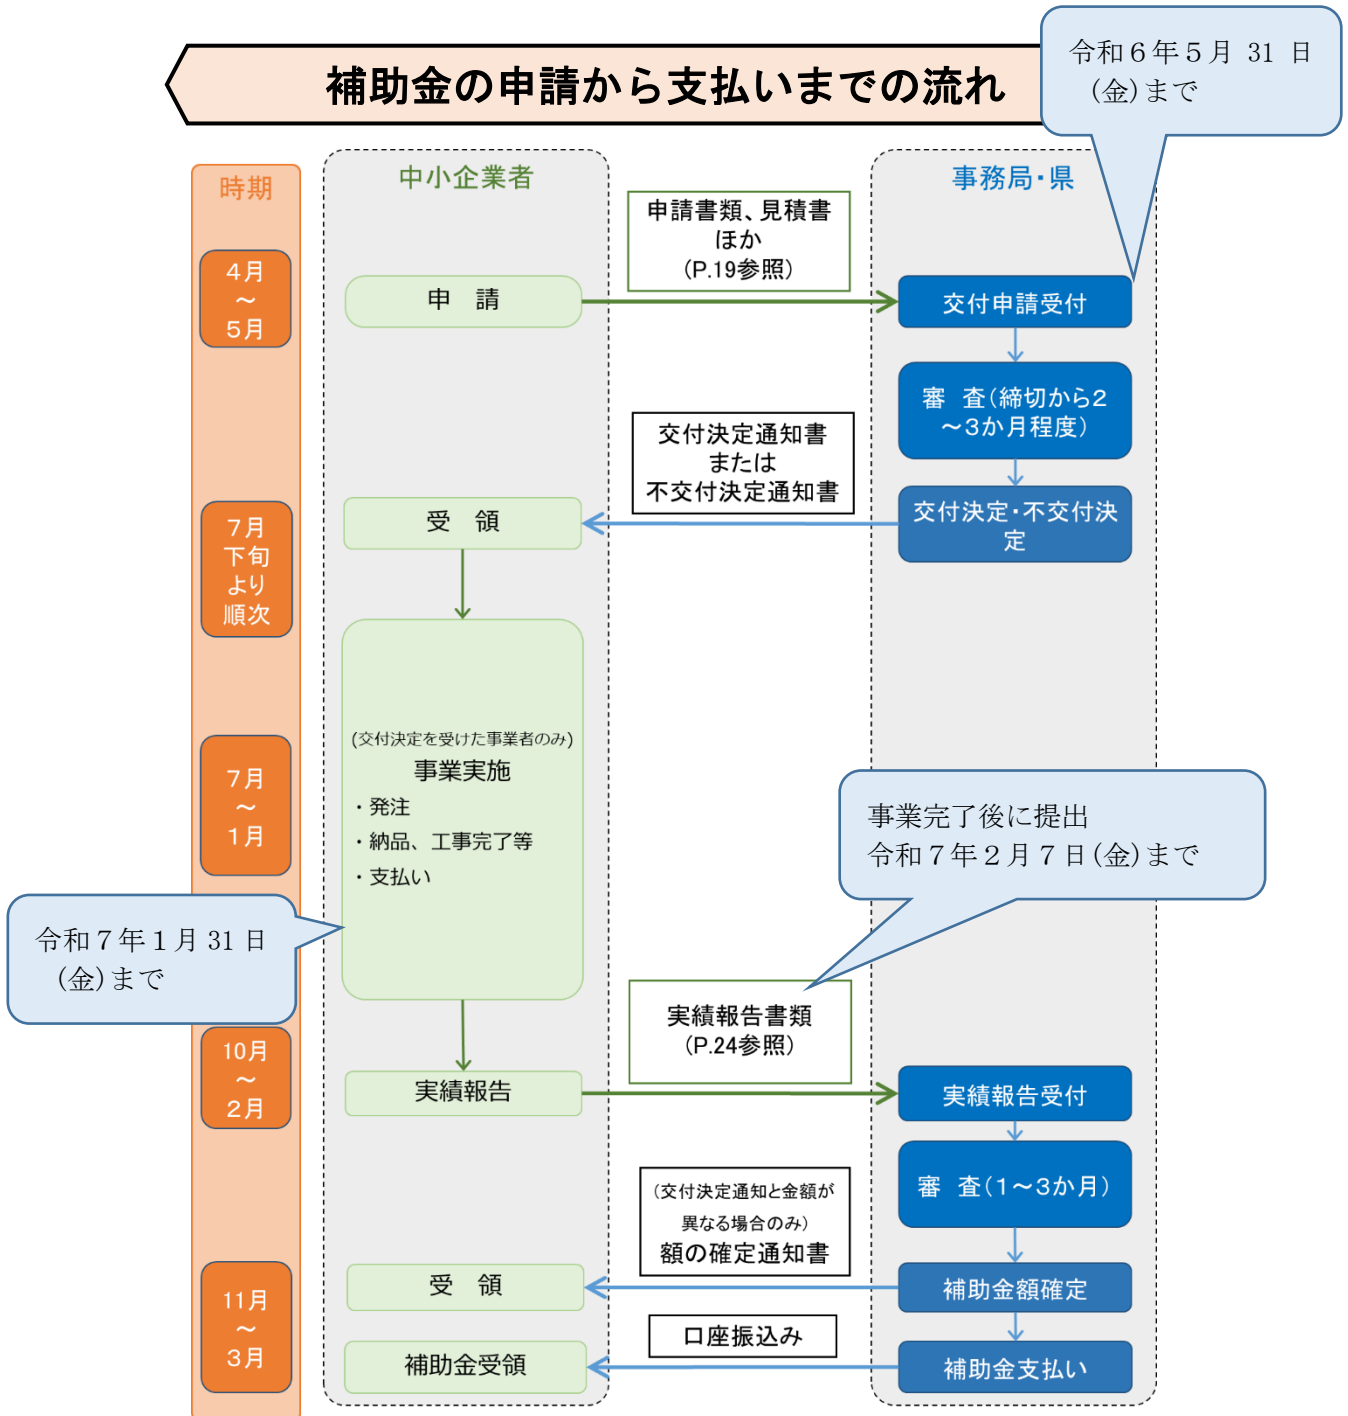 補助金の申請から支払いまでの流れ
令和６年５月 31 日
(金)まで
時期
中小企業者
事務局・県
申請書類、見積書
ほか
(P.19参照)
４月
～
５月
申　請
交付申請受付
審　査（締切から２
～３か月程度）
交付決定通知書
または
不交付決定通知書
７月
下旬
より
順次
受　領
交付決定・不交付決
定
(交付決定を受けた事業者のみ)
事業実施
・発注
・納品、工事完了等
・支払い
７月
～
１月
事業完了後に提出
令和７年２月７日(金)まで
令和７年１月 31 日
(金)まで
実績報告書類
(P.24参照)
10月
～
２月
実績報告
実績報告受付
審　査（１～３か月）
（交付決定通知と金額が
異なる場合のみ）
額の確定通知書
11月
～
３月
受　領
補助金額確定
口座振込み
補助金受領
補助金支払い